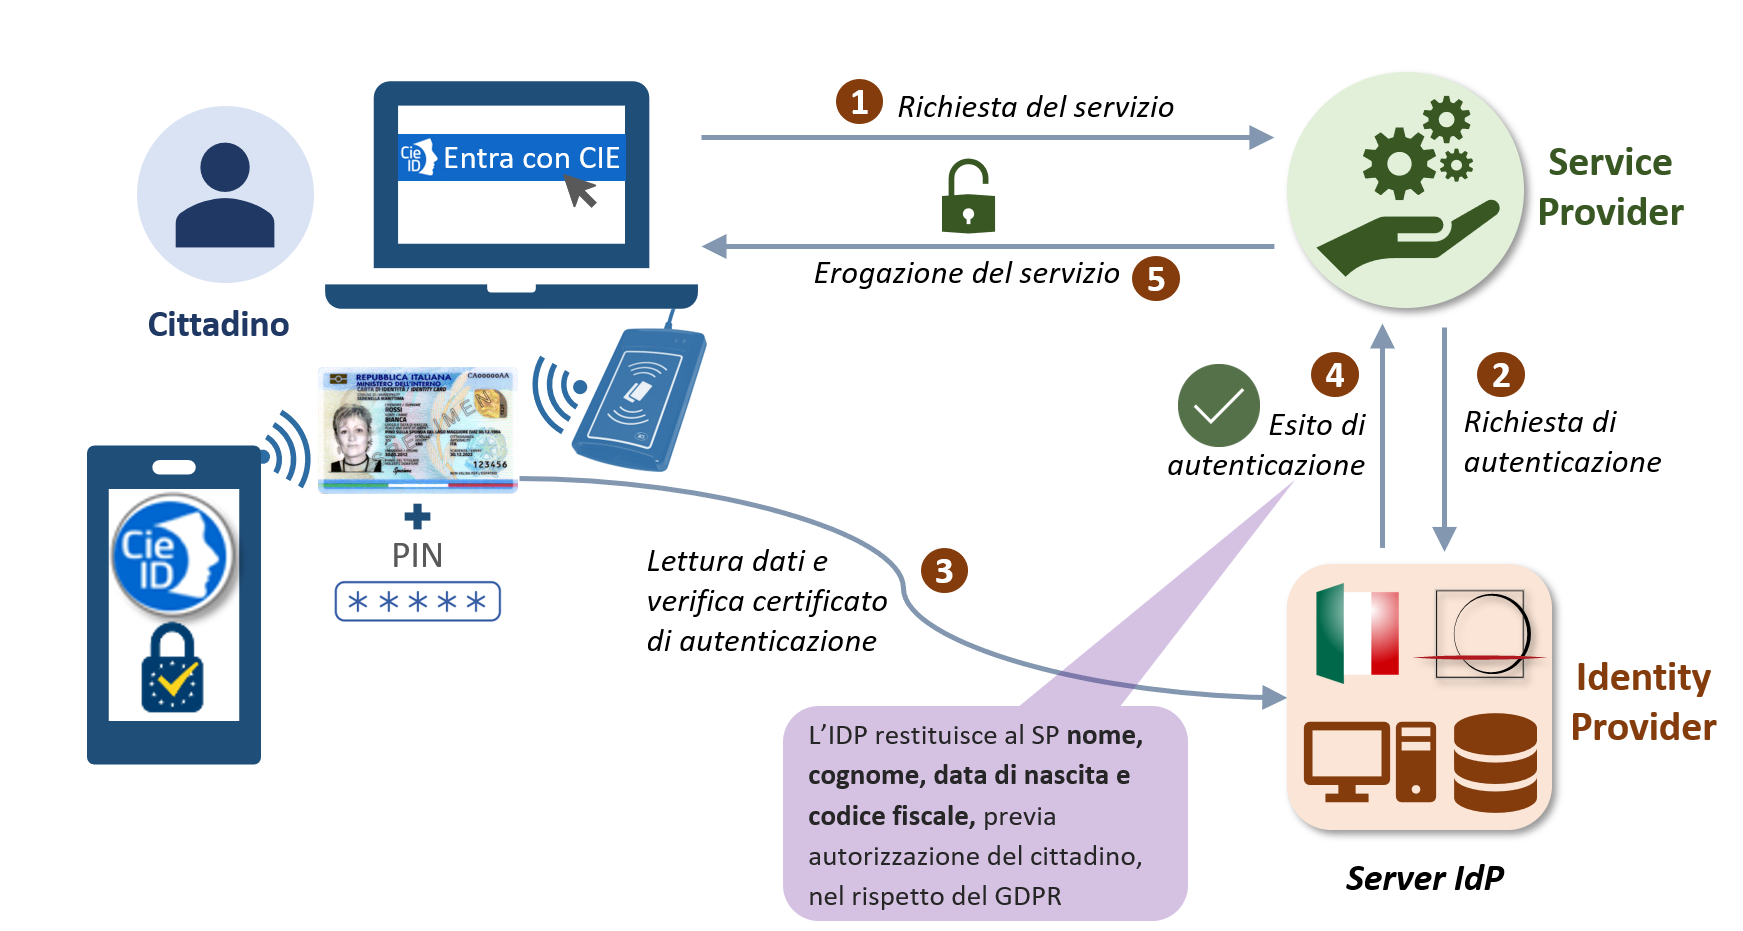 1 Richiesta del servizio
Cie
ID
Entra con CIE
Service
Provider
Erogazione del servizio 5
Cittadino
4
Esito di
autenticazione
2
Richiesta di
autenticazione
REPUBBLICA ITALIANA
MINISTERO DELL'INTERNO
CARTA DI IDENTITÀ / IDENTITY CARD
CA00000AA
SERENELLA MARITTIMA
ROSSI
BIANCA
SPECIMEN
123456
Cie
ID
PIN
*****
Lettura dati e
verifica certificato
di autenticazione
3
Identity
Provider
L'IDP restituisce al SP nome,
cognome, data di nascita e
codice fiscale, previa
autorizzazione del cittadino,
nel rispetto del GDPR
Server IdP